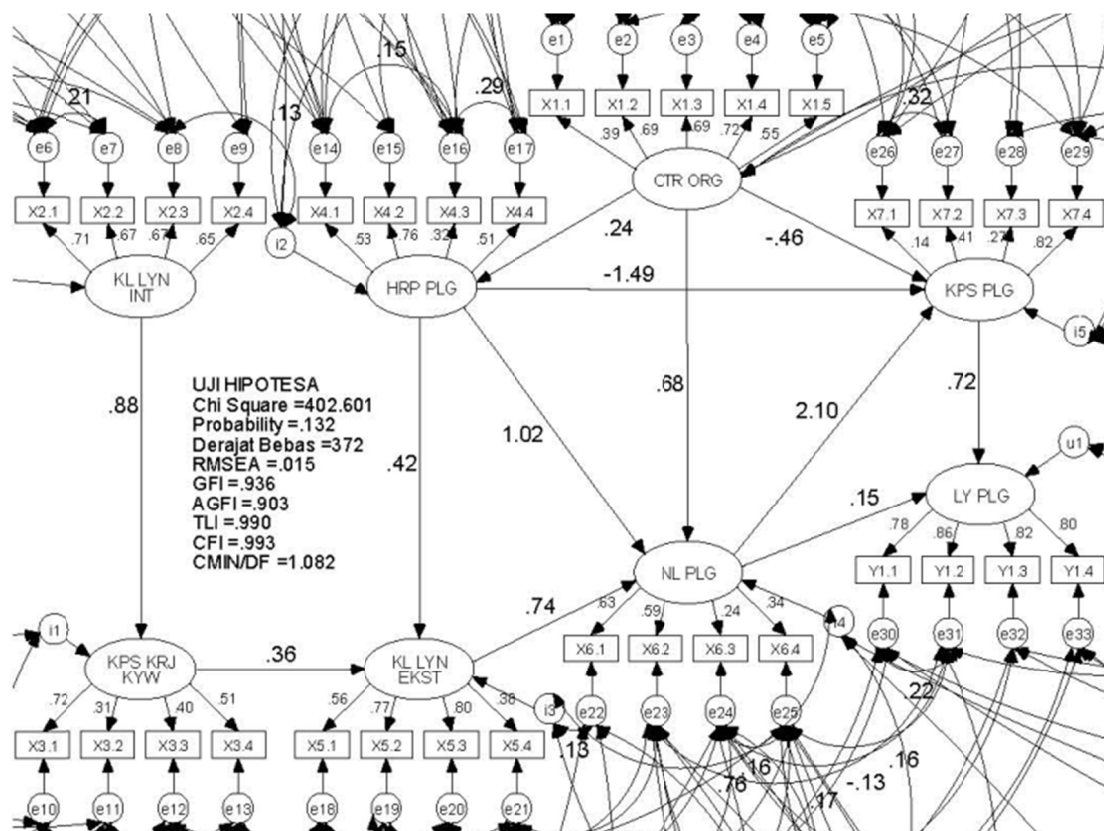 .15
.21
.13
.29
.32
e1 e2 e3 e4 e5
e6 e7 e8 e9
e14 e15 e16 e17
e26 e27 e28 e29
X1.1 X1.2 X1.3 X1.4 X1.5
.39 .69 .69 .72 .55
X2.1 X2.2 X2.3 X2.4
.71 .67 .67 .65
X4.1 X4.2 X4.3 X4.4
.53 .76 .32 .51
X7.1 X7.2 X7.3 X7.4
.14 .41 .27 .82
i2
CTR ORG
KL LYN
INT
HRP PLG
KPS PLG
i5
.24
-.46
-1.49
.88
.42
1.02
.68
2.10
.72
UJI HIPOTESA
Chi Square =402.601
Probability =.132
Derajat Bebas =372
RMSEA =.015
GFI =.936
AGFI =.903
TLI =.990
CFI =.993
CMIN/DF =1.082
u1
LY PLG
.15
.78 .86 .82 .80
Y1.1 Y1.2 Y1.3 Y1.4
e30 e31 e32 e33
NL PLG
.74
.63 .59 .24 .34
X6.1 X6.2 X6.3 X6.4
e22 e23 e24 e25
i1
KPS KRJ
KYW
.36
KL LYN
EKST
i3
.72 .31 .40 .51
.56 .77 .80 .38
X3.1 X3.2 X3.3 X3.4
X5.1 X5.2 X5.3 X5.4
e10 e11 e12 e13
e18 e19 e20 e21
.22
.13
.16
.76
-.13
.16
.17